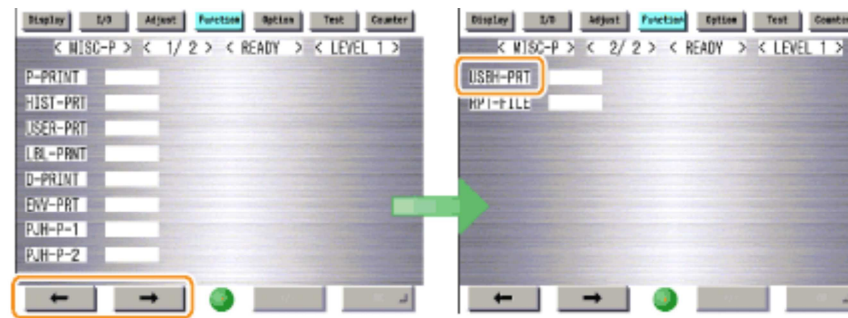 Display I/O Adjust Function Option Test Counter
< MISC-P > < 1/ 2 > < READY > < LEVEL 1 >
P-PRINT
HIST-PRT
USER-PRT
LBL-PRNT
D-PRINT
ENV-PRT
PJH-P-1
PJH-P-2
Display I/O Adjust Function Option Test Counter
< MISC-P > < 2/ 2 > < READY > < LEVEL 1 >
USBH-PRT
RPT-FILE